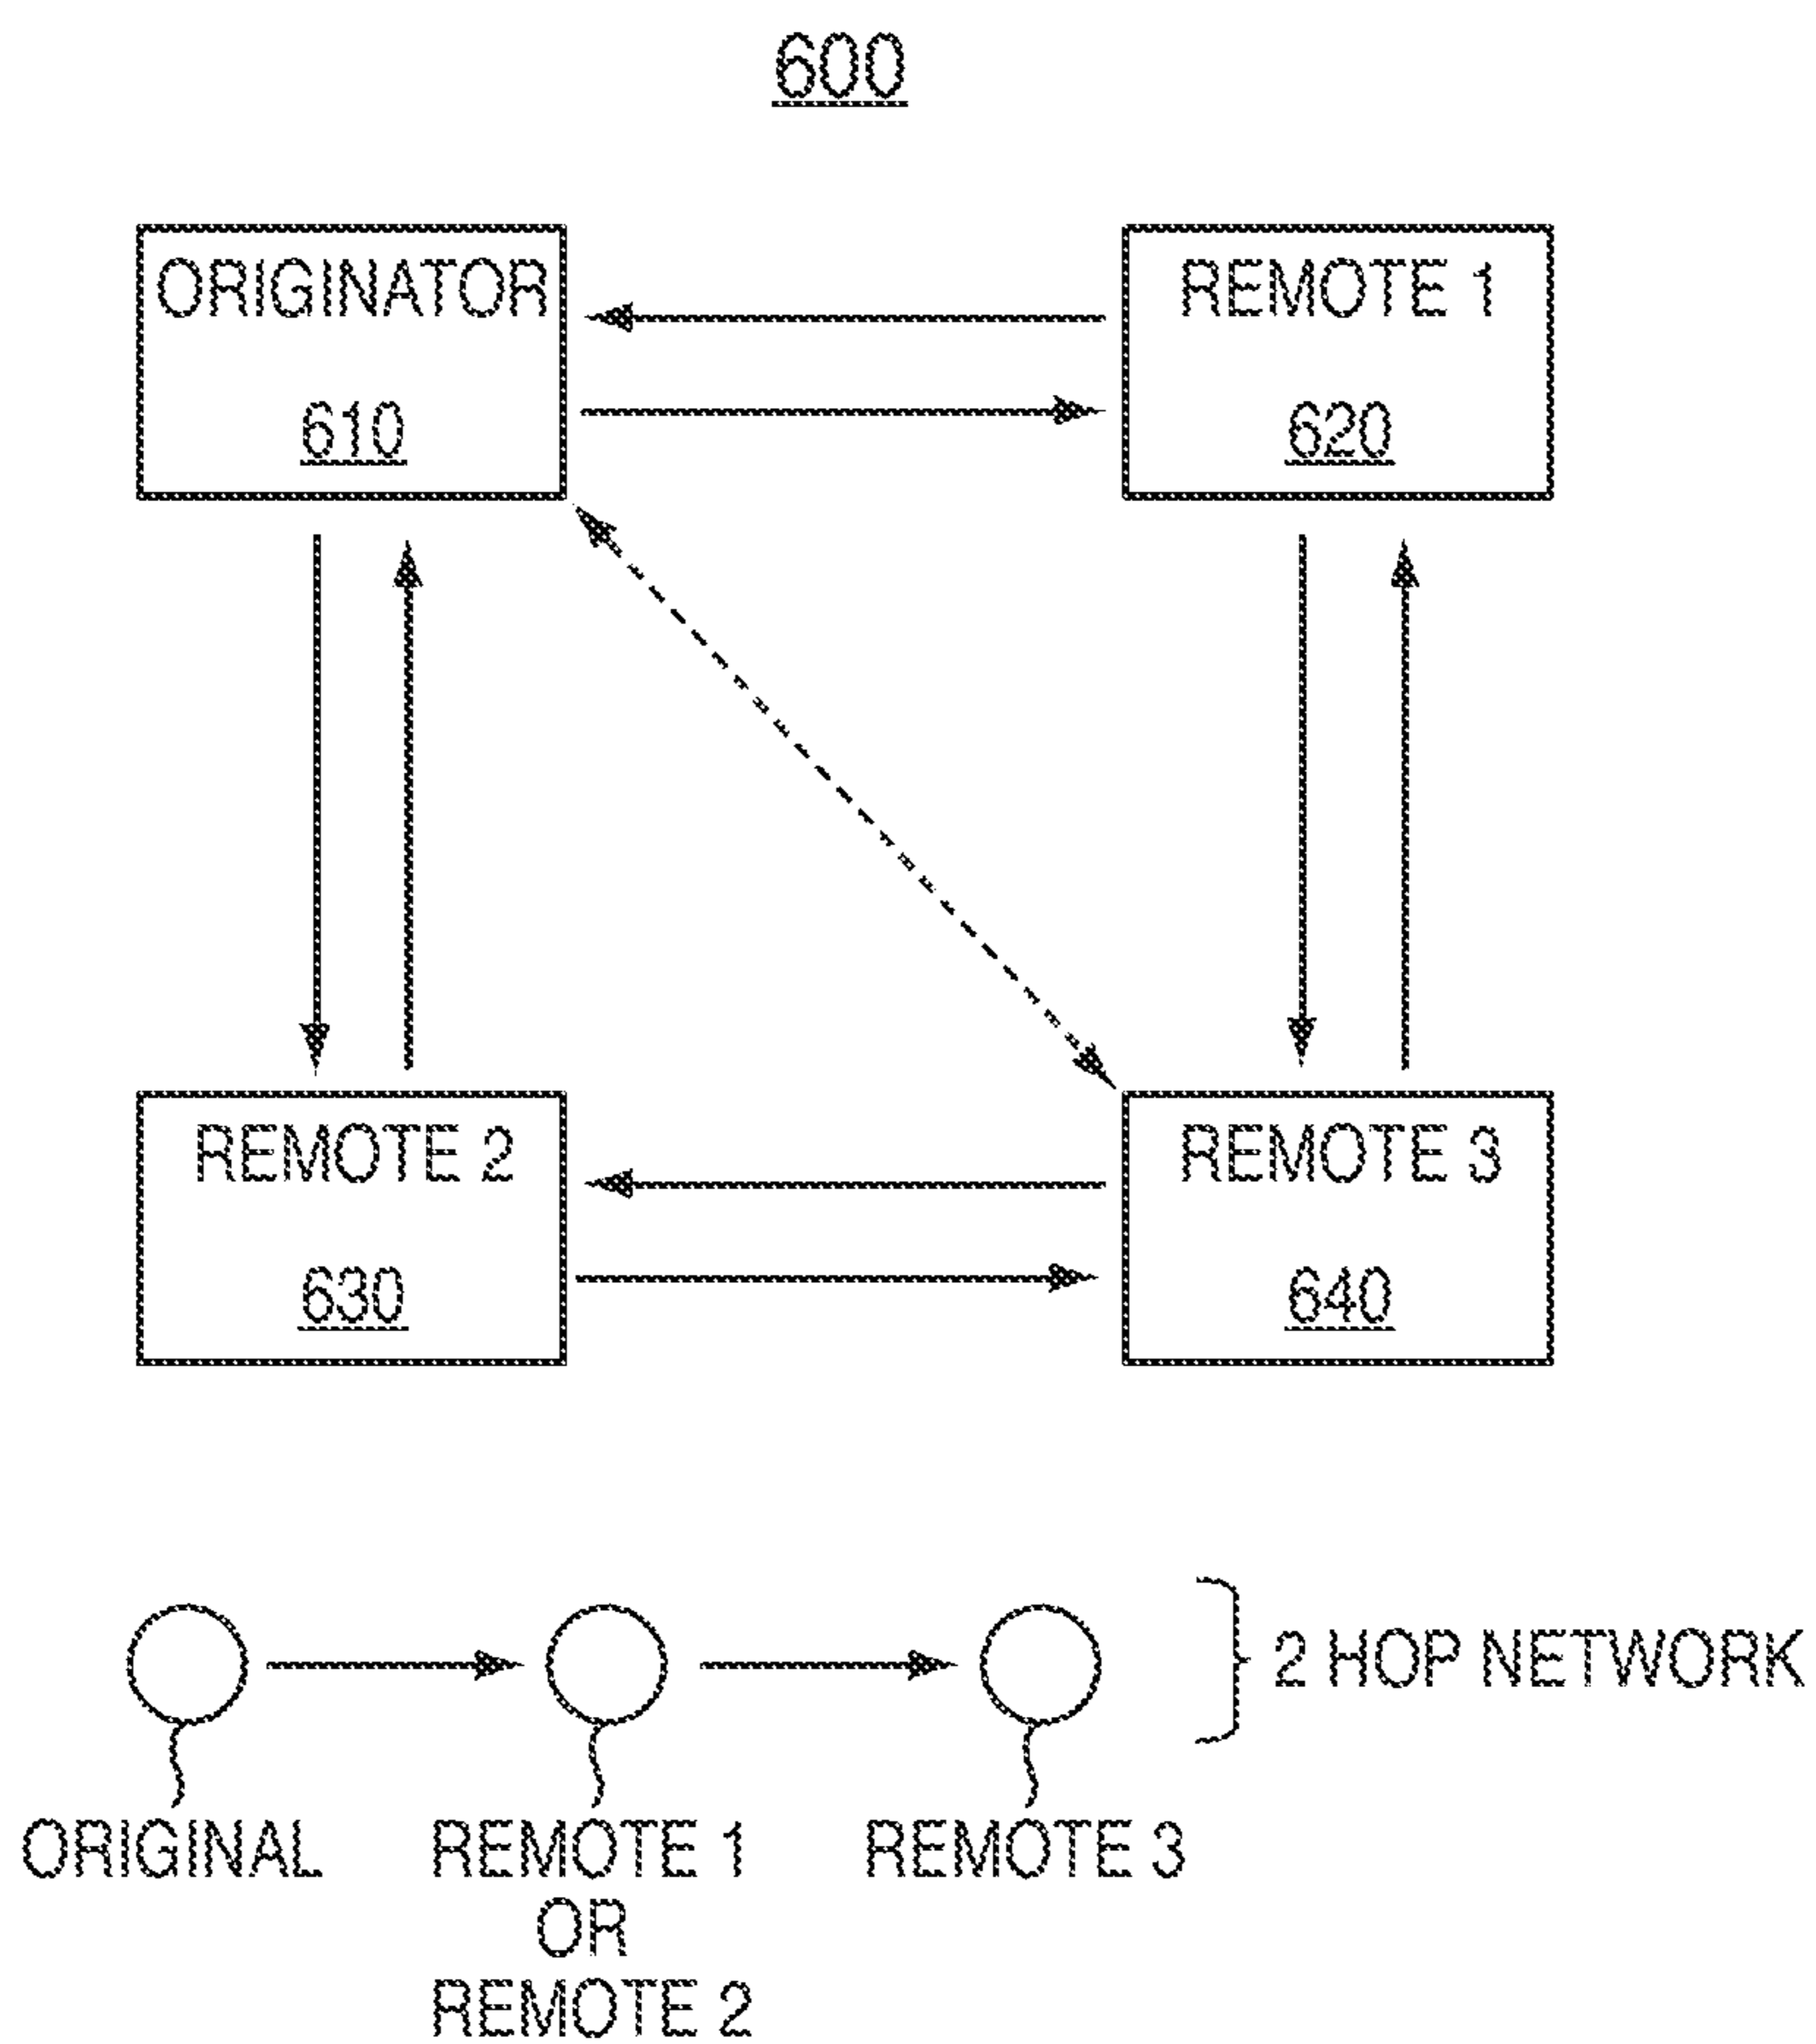 600
ORIGINATOR
610
REMOTE 1
620
REMOTE 2
630
REMOTE 3
640
2 HOP NETWORK
ORIGINAL
REMOTE 1
OR
REMOTE 2
REMOTE 3